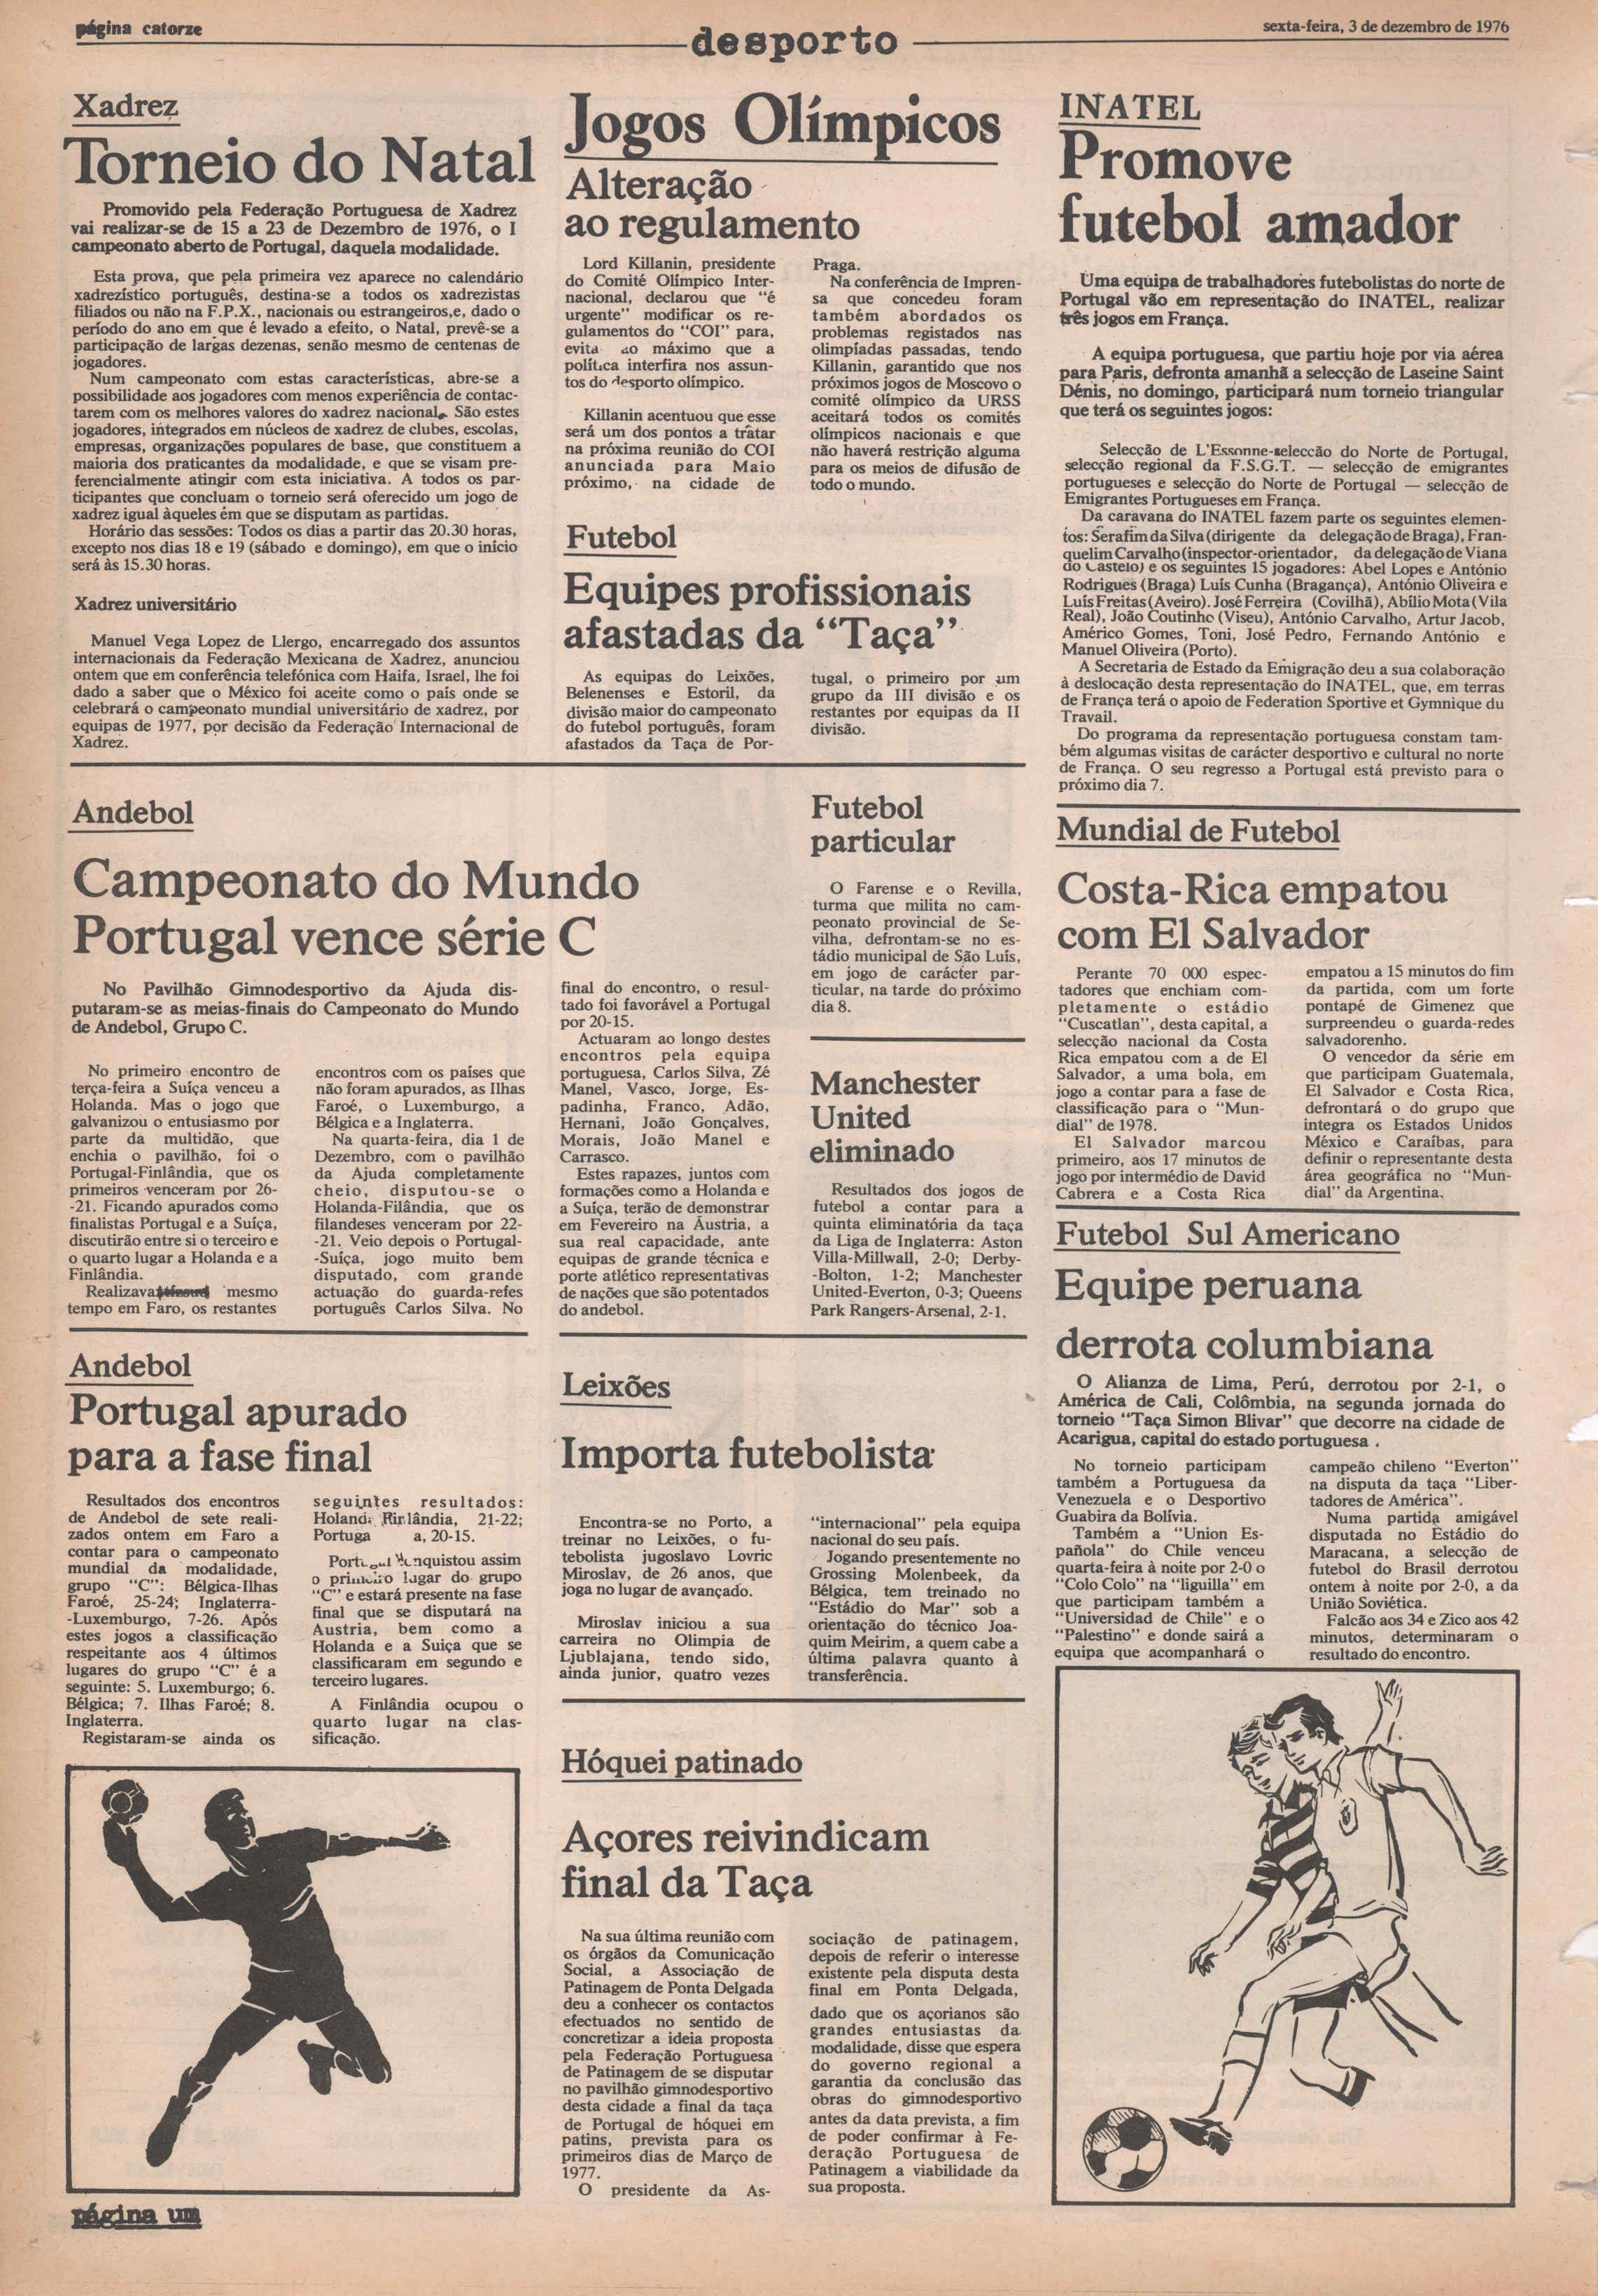 página catorze
desporto
sexta-feira, 3 de dezembro de 1976
Xadrez
Torneio do Natal
Promovido pela Federação Portuguesa de Xadrez
vai realizar-se de 15 a 23 de Dezembro de 1976, o I
campeonato aberto de Portugal, daquela modalidade.
Esta prova, que pela primeira vez aparece no calendário
xadrezístico português, destina-se a todos os xadrezistas
filiados ou não na F.P.X., nacionais ou estrangeiros,e, dado o
período do ano em que é levado a efeito, o Natal, prevê-se a
participação de largas dezenas, senão mesmo de centenas de
jogadores.
Num campeonato com estas características, abre-se a
possibilidade aos jogadores com menos experiência de contac-
tarem com os melhores valores do xadrez nacional. São estes
jogadores, integrados em núcleos de xadrez de clubes, escolas,
empresas, organizações populares de base, que constituem a
maioria dos praticantes da modalidade, e que se visam pre-
ferencialmente atingir com esta iniciativa. A todos os par-
ticipantes que concluam o torneio será oferecido um jogo de
xadrez igual àqueles ém que se disputam as partidas.
Horário das sessões: Todos os dias a partir das 20.30 horas,
excepto nos dias 18 e 19 (sábado e domingo), em que o início
será às 15.30 horas.
Xadrez universitário
Manuel Vega Lopez de Llergo, encarregado dos assuntos
internacionais da Federação Mexicana de Xadrez, anunciou
ontem que em conferência telefónica com Haifa, Israel, lhe foi
dado a saber que o México foi aceite como o país onde se
celebrará o campeonato mundial universitário de xadrez, por
equipas de 1977, por decisão da Federação Internacional de
Xadrez.
Jogos Olímpicos
Alteração
ao regulamento
Lord Killanin, presidente
do Comité Olímpico Inter-
nacional, declarou que "é
urgente" modificar os re-
gulamentos do "COI" para,
evita ao máximo que a
política interfira nos assun-
tos do desporto olímpico.
Killanin acentuou que esse
será um dos pontos a tratar
na próxima reunião do COI
anunciada para Maio
próximo, na cidade de
Praga.
Na conferência de Impren-
sa que concedeu foram
também abordados os
problemas registados nas
olimpíadas passadas, tendo
Killanin, garantido que nos
próximos jogos de Moscovo o
comité olímpico da URSS
aceitará todos os comités
olímpicos nacionais e que
não haverá restrição alguma
para os meios de difusão de
todo o mundo.
Futebol
Equipes profissionais
afastadas da "Taça"
As equipas do Leixões,
Belenenses e Estoril, da
divisão maior do campeonato
do futebol português, foram
afastados da Taça de Por-
tugal, o primeiro por um
grupo da III divisão e os
restantes por equipas da II
divisão.
INATEL
Promove
futebol amador
Uma equipa de trabalhadores futebolistas do norte de
Portugal vão em representação do INATEL, realizar
três jogos em França.
A equipa portuguesa, que partiu hoje por via aérea
para Paris, defronta amanhã a selecção de Laseine Saint
Dénis, no domingo, participará num torneio triangular
que terá os seguintes jogos:
Selecção de L'Essonne-selecção do Norte de Portugal,
selecção regional da F.S.G.T. — selecção de emigrantes
portugueses e selecção do Norte de Portugal — selecção de
Emigrantes Portugueses em França.
Da caravana do INATEL fazem parte os seguintes elemen-
tos: Serafim da Silva (dirigente da delegação de Braga), Fran-
quelim Carvalho (inspector-orientador, da delegação de Viana
do Castelo) e os seguintes 15 jogadores: Abel Lopes e António
Rodrigues (Braga) Luís Cunha (Bragança), António Oliveira e
Luís Freitas (Aveiro). José Ferreira (Covilhã), Abílio Mota (Vila
Real), João Coutinho (Viseu), António Carvalho, Artur Jacob,
Américo Gomes, Toni, José Pedro, Fernando António e
Manuel Oliveira (Porto).
A Secretaria de Estado da Emigração deu a sua colaboração
à deslocação desta representação do INATEL, que, em terras
de França terá o apoio de Federation Sportive et Gymnique du
Travail.
Do programa da representação portuguesa constam tam-
bém algumas visitas de carácter desportivo e cultural no norte
de França. O seu regresso a Portugal está previsto para o
próximo dia 7.
Andebol
Campeonato do Mundo
Portugal vence série C
No Pavilhão Gimnodesportivo da Ajuda dis-
putaram-se as meias-finais do Campeonato do Mundo
de Andebol, Grupo C.
No primeiro encontro de
terça-feira a Suíça venceu a
Holanda. Mas o jogo que
galvanizou o entusiasmo por
parte da multidão, que
enchia o pavilhão, foi o
Portugal-Finlândia, que os
primeiros venceram por 26-
-21. Ficando apurados como
finalistas Portugal e a Suíça,
discutirão entre si o terceiro e
o quarto lugar a Holanda e a
Finlândia.
Realizava mesmo
tempo em Faro, os restantes
encontros com os países que
não foram apurados, as Ilhas
Faroé, o Luxemburgo, a
Bélgica e a Inglaterra.
Na quarta-feira, dia 1 de
Dezembro, com o pavilhão
da Ajuda completamente
cheio, disputou-se o
Holanda-Filândia, que os
filandeses venceram por 22-
-21. Veio depois o Portugal-
-Suíça, jogo muito bem
disputado, com grande
actuação do guarda-refes
português Carlos Silva. No
final do encontro, o resul-
tado foi favorável a Portugal
por 20-15.
Actuaram ao longo destes
encontros pela equipa
portuguesa, Carlos Silva, Zé
Manel, Vasco, Jorge, Es-
padinha, Franco, Adão,
Hernani, João Gonçalves,
Morais, João Manel e
Carrasco.
Estes rapazes, juntos com
formações como a Holanda e
a Suíça, terão de demonstrar
em Fevereiro na Áustria, a
sua real capacidade, ante
equipas de grande técnica e
porte atlético representativas
de nações que são potentados
do andebol.
Futebol
particular
O Farense e o Revilla,
turma que milita no cam-
peonato provincial de Se-
vilha, defrontam-se no es-
tádio municipal de São Luís,
em jogo de carácter par-
ticular, na tarde do próximo
dia 8.
Manchester
United
eliminado
Resultados dos jogos de
futebol a contar para a
quinta eliminatória da taça
da Liga de Inglaterra: Aston
Villa-Millwall, 2-0; Derby-
-Bolton, 1-2; Manchester
United-Everton, 0-3; Queens
Park Rangers-Arsenal, 2-1.
Mundial de Futebol
Costa-Rica empatou
com El Salvador
Perante 70 000 espec-
tadores que enchiam com-
pletamente o estádio
"Cuscatlan", desta capital, a
selecção nacional da Costa
Rica empatou com a de El
Salvador, a uma bola, em
jogo a contar para a fase de
classificação para o "Mun-
dial" de 1978.
El Salvador marcou
primeiro, aos 17 minutos de
jogo por intermédio de David
Cabrera e a Costa Rica
empatou a 15 minutos do fim
da partida, com um forte
pontapé de Gimenez que
surpreendeu o guarda-redes
salvadorenho.
O vencedor da série em
que participam Guatemala,
El Salvador e Costa Rica,
defrontará o do grupo que
integra os Estados Unidos
México e Caraíbas, para
definir o representante desta
área geográfica no "Mun-
dial" da Argentina.
Futebol Sul Americano
Equipe peruana
derrota columbiana
O Alianza de Lima, Perú, derrotou por 2-1, o
América de Cali, Colômbia, na segunda jornada do
torneio "Taça Simon Blivar" que decorre na cidade de
Acarigua, capital do estado portuguesa .
No torneio participam
também a Portuguesa da
Venezuela e o Desportivo
Guabira da Bolívia.
Também a "Union Es-
pañola" do Chile venceu
quarta-feira à noite por 2-0 o
"Colo Colo" na "liguilla" em
que participam também a
"Universidad de Chile" e o
"Palestino" e donde sairá a
equipa que acompanhará o
campeão chileno "Everton"
na disputa da taça "Liber-
tadores de América".
Numa partida amigável
disputada no Estádio do
Maracana, a selecção de
futebol do Brasil derrotou
ontem à noite por 2-0, a da
União Soviética.
Falcão aos 34 e Zico aos 42
minutos, determinaram o
resultado do encontro.
Andebol
Portugal apurado
para a fase final
Resultados dos encontros
de Andebol de sete reali-
zados ontem em Faro a
contar para o campeonato
mundial da modalidade,
grupo "C": Bélgica-Ilhas
Faroé, 25-24; Inglaterra-
-Luxemburgo, 7-26. Após
estes jogos a classificação
respeitante aos 4 últimos
lugares do grupo "C" é a
seguinte: 5. Luxemburgo; 6.
Bélgica; 7. Ilhas Faroé; 8.
Inglaterra.
Registaram-se ainda os
seguintes resultados:
21-22;
Portuga a, 20-15.
assim
o primeiro lugar do grupo
"C" e estará presente na fase
final que se disputará na
Austria, bem como a
Holanda e a Suiça que se
classificaram em segundo e
terceiro lugares.
A Finlândia ocupou o
quarto lugar na clas-
sificação.
Leixões
Importa futebolista
Encontra-se no Porto, a
treinar no Leixões, o fu-
tebolista jugoslavo Lovric
Miroslav, de 26 anos, que
joga no lugar de avançado.
Miroslav iniciou a sua
carreira no Olimpia de
Ljublajana, tendo sido,
ainda junior, quatro vezes
"internacional" pela equipa
nacional do seu país.
Jogando presentemente no
Grossing Molenbeek, da
Bélgica, tem treinado no
"Estádio do Mar" sob a
orientação do técnico Joa-
quim Meirim, a quem cabe a
última palavra quanto à
transferência.
Hóquei patinado
Açores reivindicam
final da Taça
Na sua última reunião com
os órgãos da Comunicação
Social, a Associação de
Patinagem de Ponta Delgada
deu a conhecer os contactos
efectuados no sentido de
concretizar a ideia proposta
pela Federação Portuguesa
de Patinagem de se disputar
no pavilhão gimnodesportivo
desta cidade a final da taça
de Portugal de hóquei em
patins, prevista para os
primeiros dias de Março de
1977.
O presidente da As-
sociação de patinagem,
depois de referir o interesse
existente pela disputa desta
final em Ponta Delgada,
dado que os açorianos são
grandes entusiastas da
modalidade, disse que espera
do governo regional a
garantia da conclusão das
obras do gimnodesportivo
antes da data prevista, a fim
de poder confirmar à Fe-
deração Portuguesa de
Patinagem a viabilidade da
sua proposta.
página um